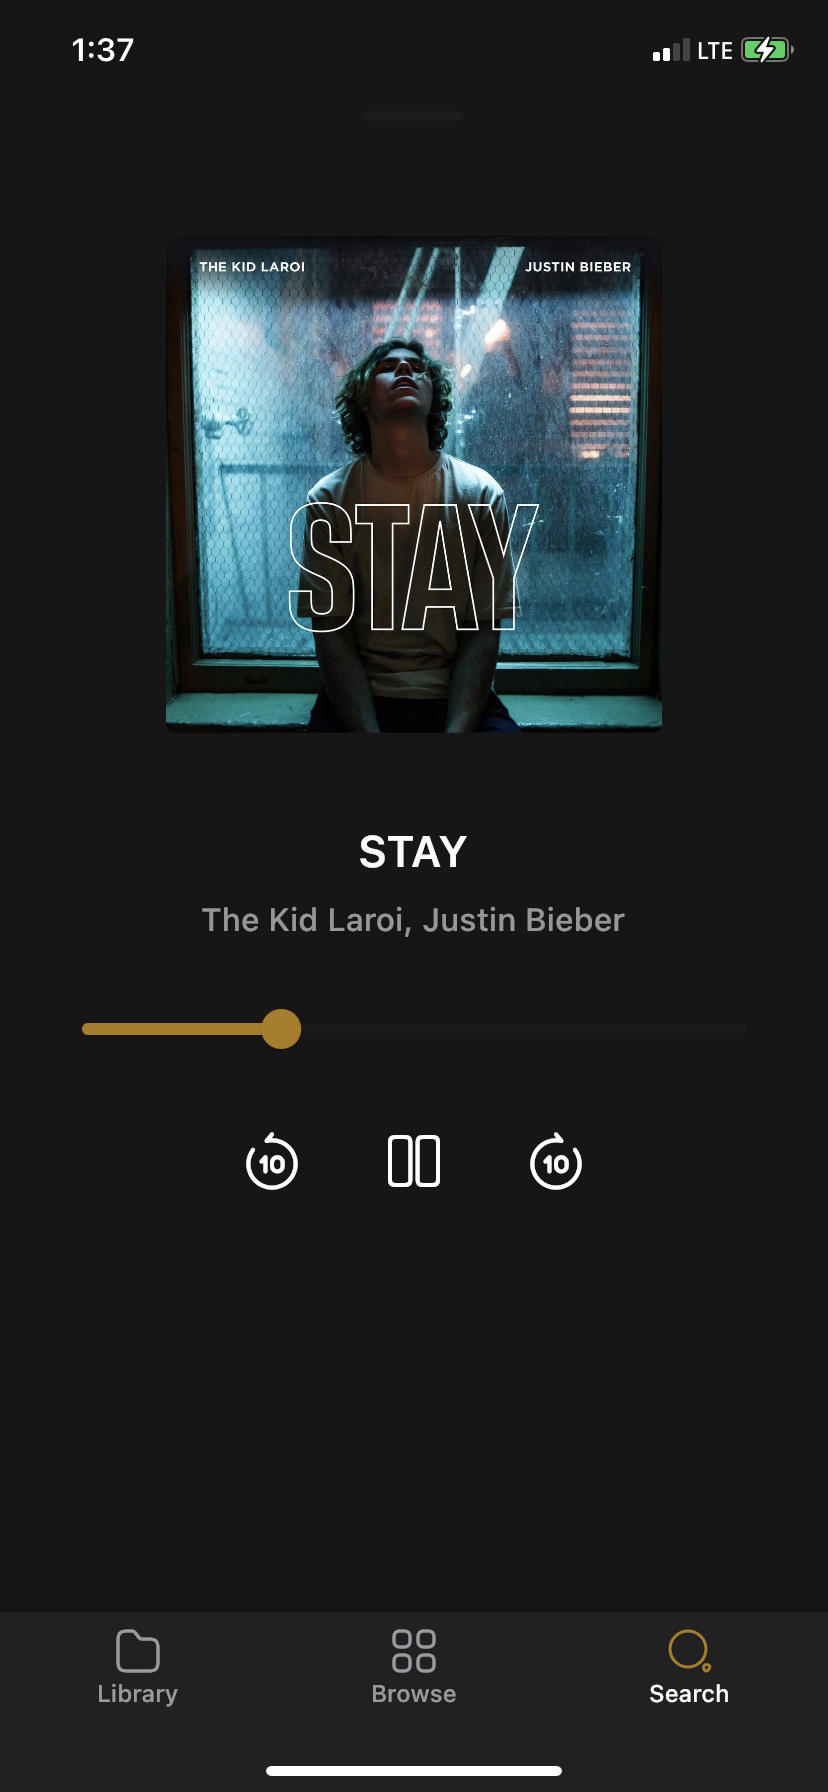 1:37
LTE
THE KID LAROI
JUSTIN BIEBER
STAY
STAY
The Kid Laroi, Justin Bieber
10
10
Library
Browse
Search